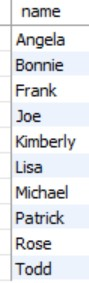 name
Angela
Bonnie
Frank
Joe
Kimberly
Lisa
Michael
Patrick
Rose
Todd